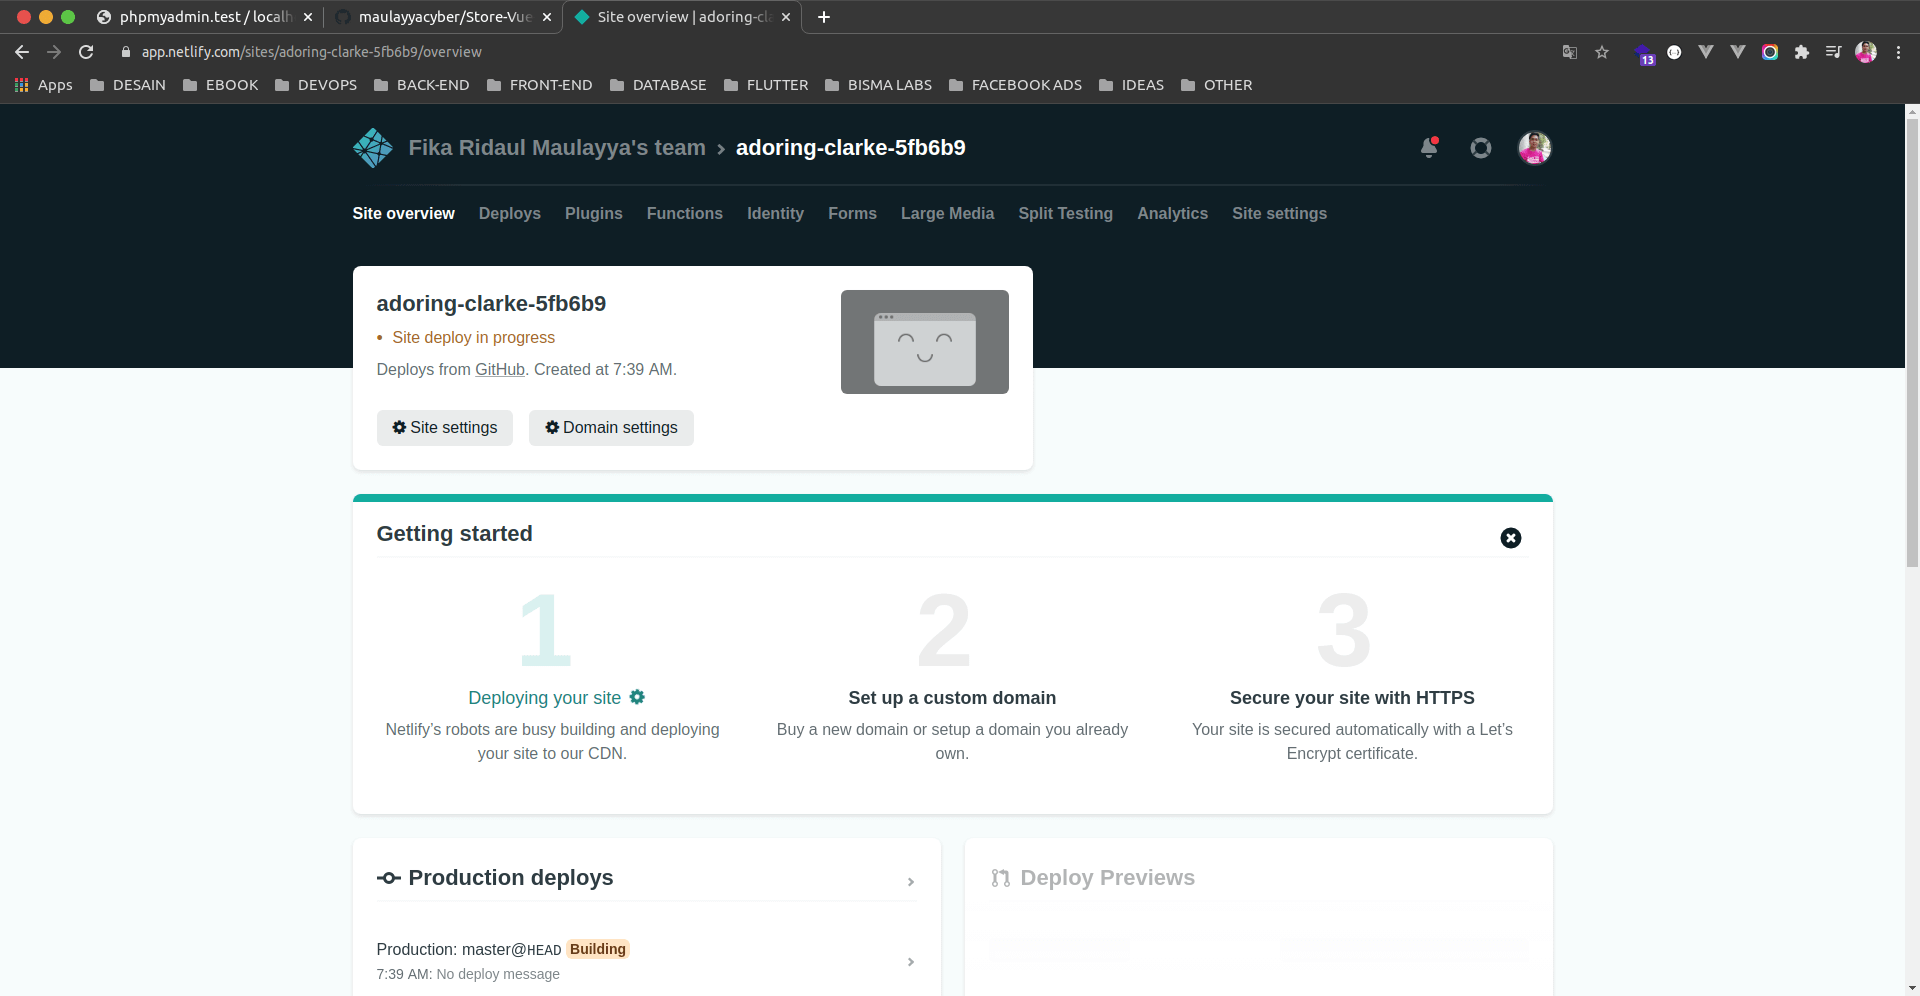 phpmyadmin.test / localh
maulayyacyber/Store-Vue
Site overview | adoring-cla
app.netlify.com/sites/adoring-clarke-5fb6b9/overview
13
Apps DESAIN EBOOK DEVOPS BACK-END FRONT-END DATABASE FLUTTER BISMA LABS FACEBOOK ADS IDEAS OTHER
Fika Ridaul Maulayya's team › adoring-clarke-5fb6b9
Site overview Deploys Plugins Functions Identity Forms Large Media Split Testing Analytics Site settings
adoring-clarke-5fb6b9
• Site deploy in progress
Deploys from GitHub. Created at 7:39 AM.
Site settings Domain settings
Getting started
1
Deploying your site
Netlify’s robots are busy building and deploying
your site to our CDN.
2
Set up a custom domain
Buy a new domain or setup a domain you already
own.
3
Secure your site with HTTPS
Your site is secured automatically with a Let’s
Encrypt certificate.
Production deploys
Production: master@HEAD Building
7:39 AM: No deploy message
Deploy Previews